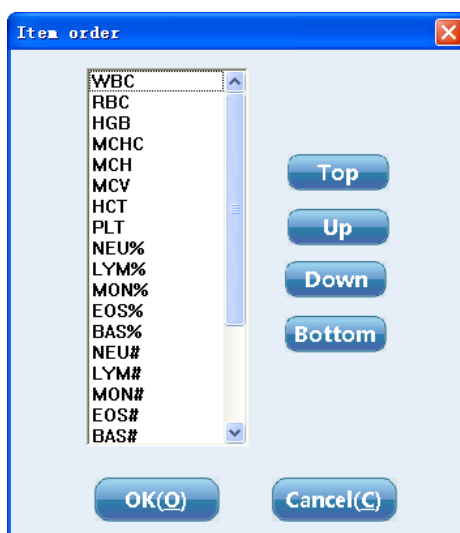 Item order
WBC
RBC
HGB
MCHC
MCH
MCV
HCT
PLT
NEU%
LYM%
MON%
EOS%
BAS%
NEU#
LYM#
MON#
EOS#
BAS#
Top
Up
Down
Bottom
OK(O)
Cancel(C)